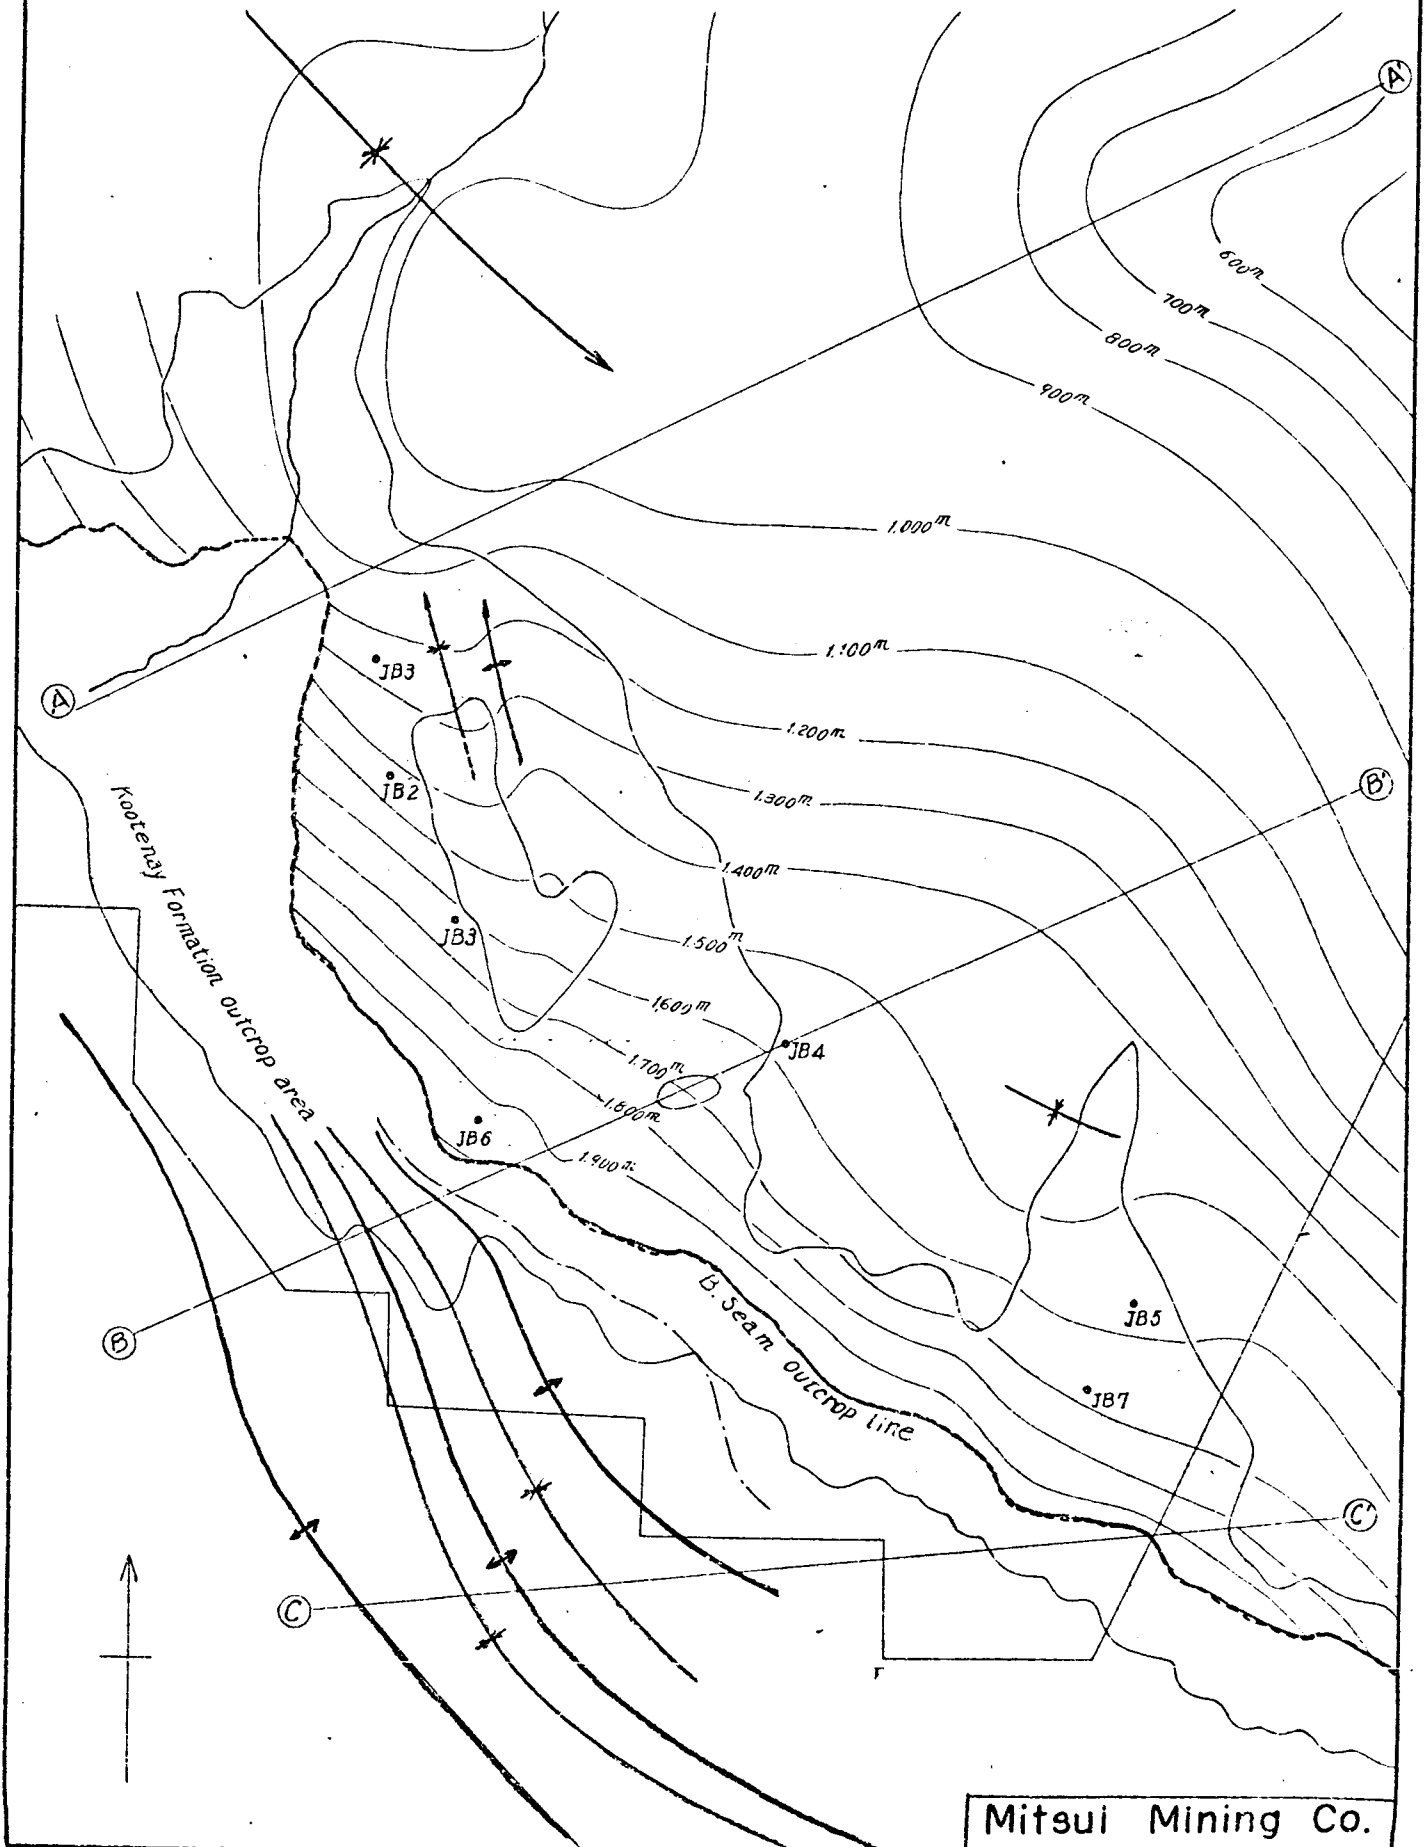 A'
600m
700m
800m
900m
1.000m
1.100m
JB3
A
1.200m
B'
JB2
1.300m
Kootenay Formation outcrop area
1.400m
JB3
1.500m
1.600m
JB4
1.700m
1.800m
JB6
1.900m
B. Seam outcrop line
JB5
B
JB7
C'
C
Mitsui Mining Co.